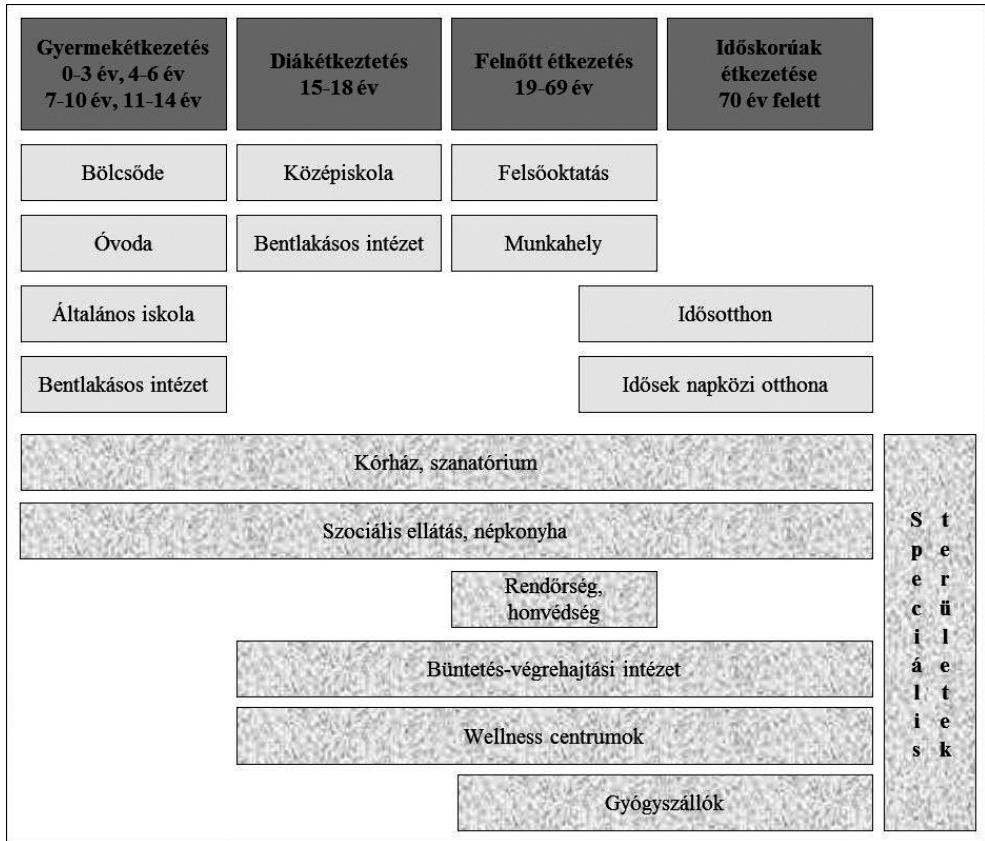 Gyermekétkezetés
0-3 év, 4-6 év
7-10 év, 11-14 év
Diákétkeztetés
15-18 év
Felnőtt étkezetés
19-69 év
Időskorúak
étkezetése
70 év felett
Bölcsőde
Középiskola
Felsőoktatás
Óvoda
Bentlakásos intézet
Munkahely
Általános iskola
Idősotthon
Bentlakásos intézet
Idősek napközi otthona
Kórház, szanatórium
Szociális ellátás, népkonyha
Rendőrség,
honvédség
Büntetés-végrehajtási intézet
Wellness centrumok
Gyógyszállók
Speciális
területek